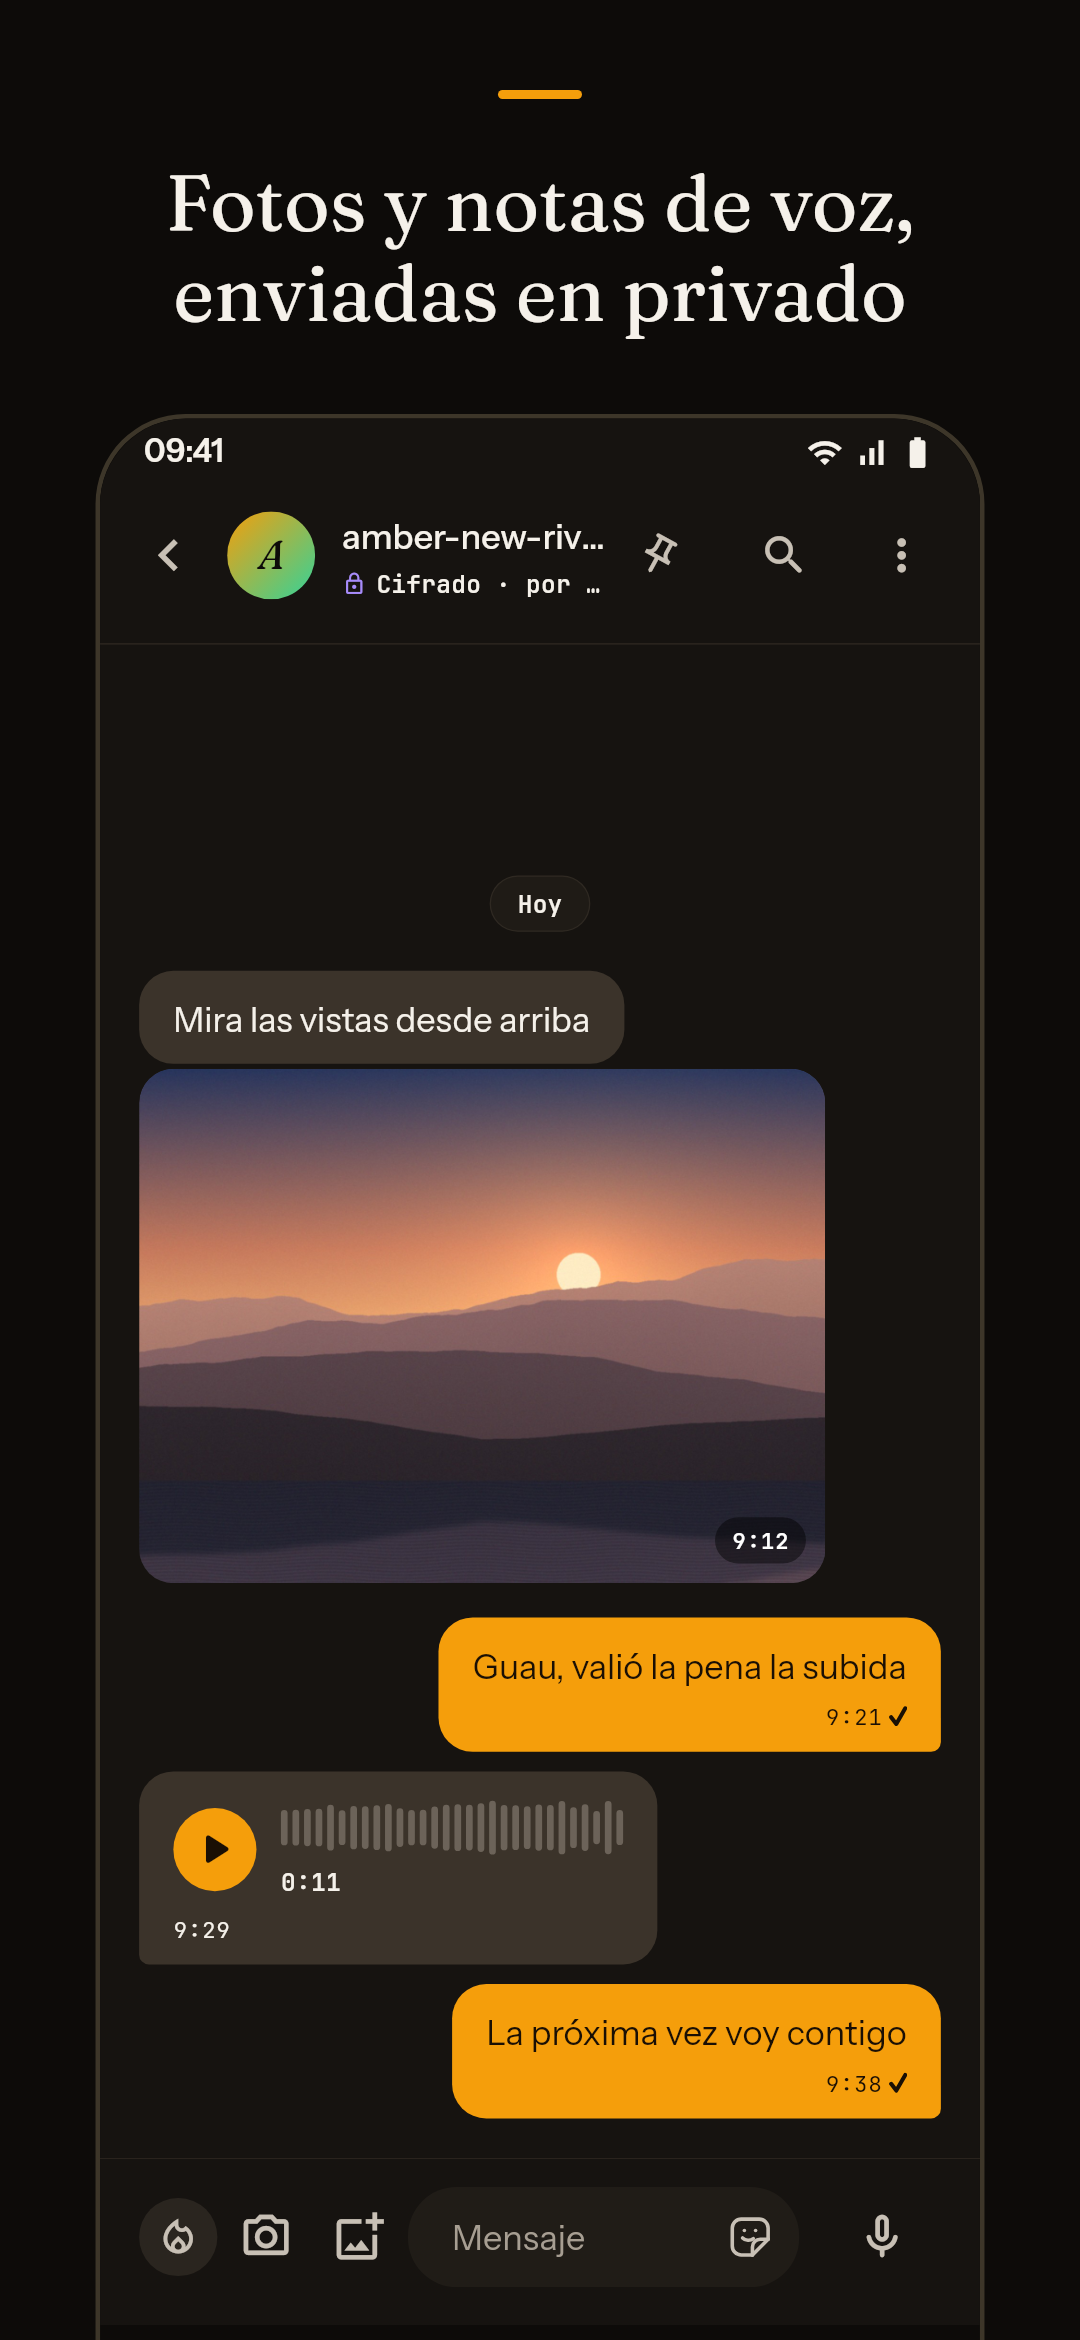 Fotos y notas de voz,
enviadas en privado
09:41
A
amber-new-riv…
Cifrado · por …
Hoy
Mira las vistas desde arriba
9:12
Guau, valió la pena la subida
9:21
0:11
9:29
La próxima vez voy contigo
9:38
Mensaje